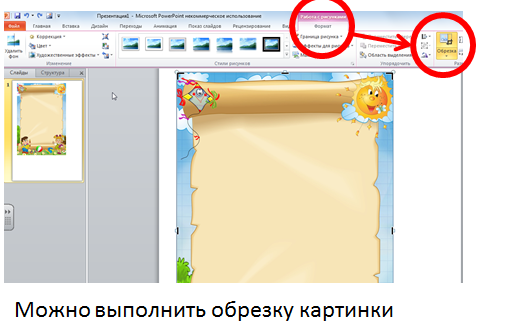 Презентация1 - Microsoft PowerPoint некоммерческое использование
Работа с рисунками
Файл Главная Вставка Дизайн Переходы Анимация Показ слайдов Рецензирование Формат
Удалить фон
Коррекция
Цвет
Художественные эффекты
Изменение
Стили рисунков
Граница рисунка
Эффекты для рисунка
Область выделения
Упорядочить
Обрезка
Слайды Структура
1
Можно выполнить обрезку картинки